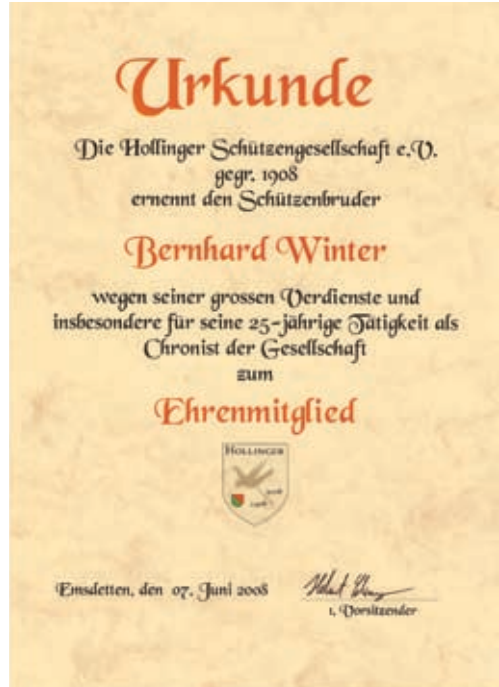 Urkunde
Die Hollinger Schützengesellschaft e.V.
gegr. 1908
ernennt den Schützenbruder
Bernhard Winter
wegen seiner grossen Verdienste und
insbesondere für seine 25-jährige Tätigkeit als
Chronist der Gesellschaft
zum
Ehrenmitglied
HOLLINGER
Emsdetten, den 07. Juni 2008
1. Vorsitzender